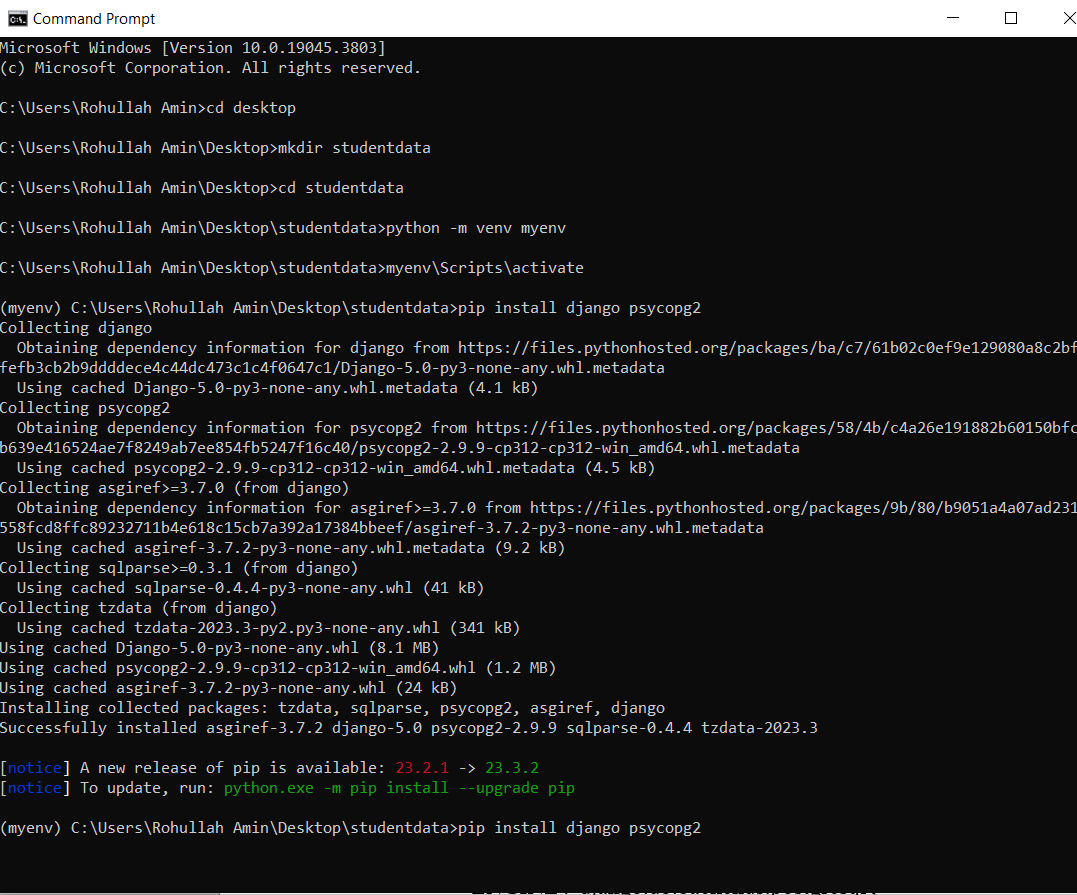 Command Prompt
Microsoft Windows [Version 10.0.19045.3803]
(c) Microsoft Corporation. All rights reserved.
C:\Users\Rohullah Amin>cd desktop
C:\Users\Rohullah Amin\Desktop>mkdir studentdata
C:\Users\Rohullah Amin\Desktop>cd studentdata
C:\Users\Rohullah Amin\Desktop\studentdata>python -m venv myenv
C:\Users\Rohullah Amin\Desktop\studentdata>myenv\Scripts\activate
(myenv) C:\Users\Rohullah Amin\Desktop\studentdata>pip install django psycopg2
Collecting django
  Obtaining dependency information for django from https://files.pythonhosted.org/packages/ba/c7/61b02c0ef9e129080a8c2bf
fefb3cb2b9ddddece4c44dc473c1c4f0647c1/Django-5.0-py3-none-any.whl.metadata
  Using cached Django-5.0-py3-none-any.whl.metadata (4.1 kB)
Collecting psycopg2
  Obtaining dependency information for psycopg2 from https://files.pythonhosted.org/packages/58/4b/c4a26e191882b60150bfc
b639e416524ae7f8249ab7ee854fb5247f16c40/psycopg2-2.9.9-cp312-cp312-win_amd64.whl.metadata
  Using cached psycopg2-2.9.9-cp312-cp312-win_amd64.whl.metadata (4.5 kB)
Collecting asgiref>=3.7.0 (from django)
  Obtaining dependency information for asgiref>=3.7.0 from https://files.pythonhosted.org/packages/9b/80/b9051a4a07ad231
558fcd8ffc89232711b4e618c15cb7a392a17384bbeef/asgiref-3.7.2-py3-none-any.whl.metadata
  Using cached asgiref-3.7.2-py3-none-any.whl.metadata (9.2 kB)
Collecting sqlparse>=0.3.1 (from django)
  Using cached sqlparse-0.4.4-py3-none-any.whl (41 kB)
Collecting tzdata (from django)
  Using cached tzdata-2023.3-py2.py3-none-any.whl (341 kB)
Using cached Django-5.0-py3-none-any.whl (8.1 MB)
Using cached psycopg2-2.9.9-cp312-cp312-win_amd64.whl (1.2 MB)
Using cached asgiref-3.7.2-py3-none-any.whl (24 kB)
Installing collected packages: tzdata, sqlparse, psycopg2, asgiref, django
Successfully installed asgiref-3.7.2 django-5.0 psycopg2-2.9.9 sqlparse-0.4.4 tzdata-2023.3
[notice] A new release of pip is available: 23.2.1 -> 23.3.2
[notice] To update, run: python.exe -m pip install --upgrade pip
(myenv) C:\Users\Rohullah Amin\Desktop\studentdata>pip install django psycopg2